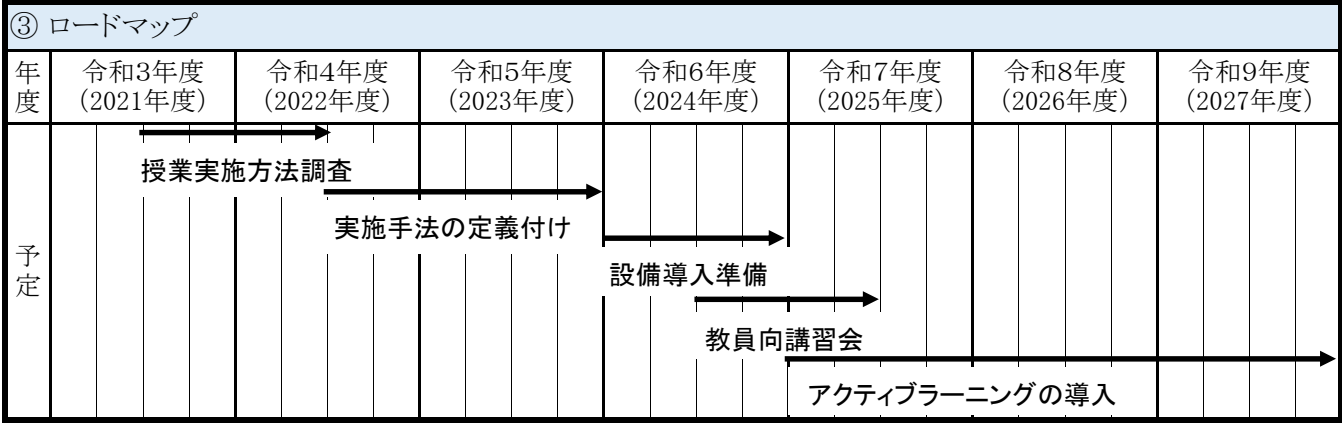 ③ ロードマップ
年度
令和3年度
(2021年度)
令和4年度
(2022年度)
令和5年度
(2023年度)
令和6年度
(2024年度)
令和7年度
(2025年度)
令和8年度
(2026年度)
令和9年度
(2027年度)
予定
授業実施方法調査
実施手法の定義付け
設備導入準備
教員向講習会
アクティブラーニングの導入